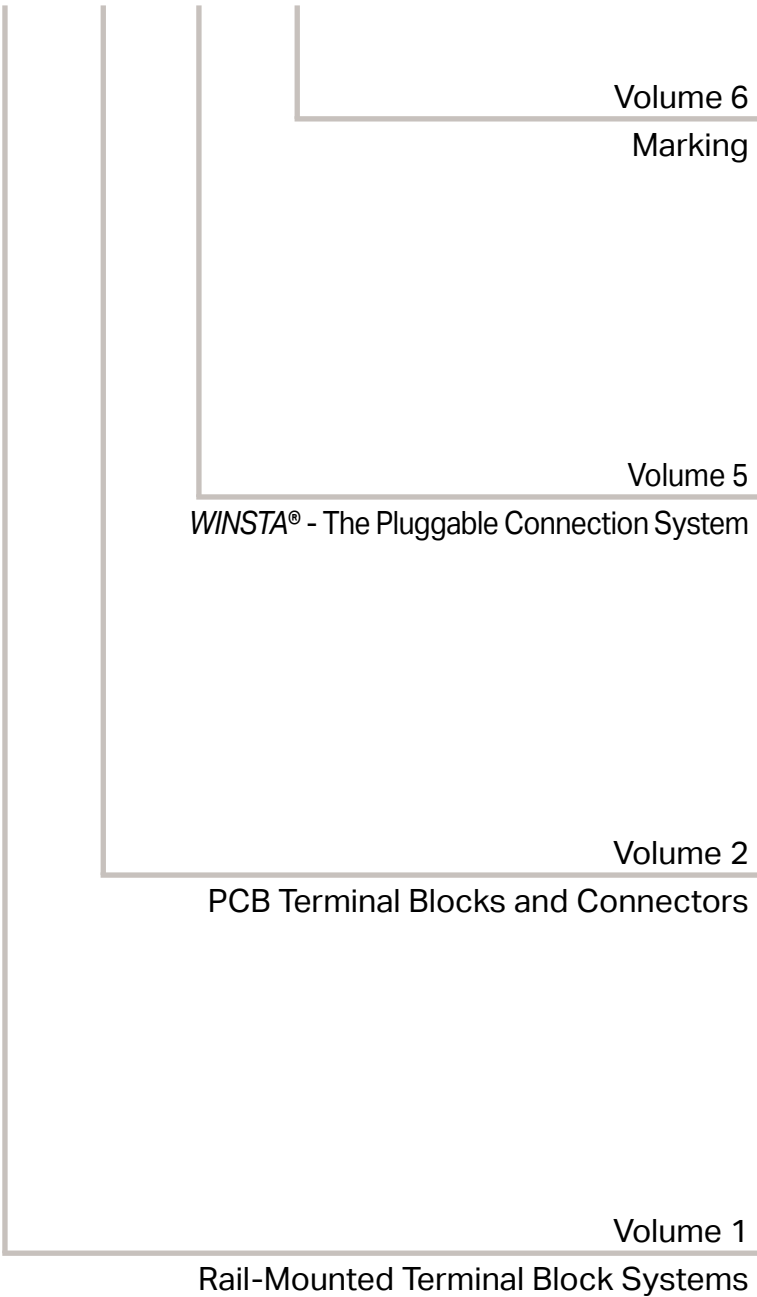 Volume 6
Marking
Volume 5
WINSTA® - The Pluggable Connection System
Volume 2
PCB Terminal Blocks and Connectors
Volume 1
Rail-Mounted Terminal Block Systems